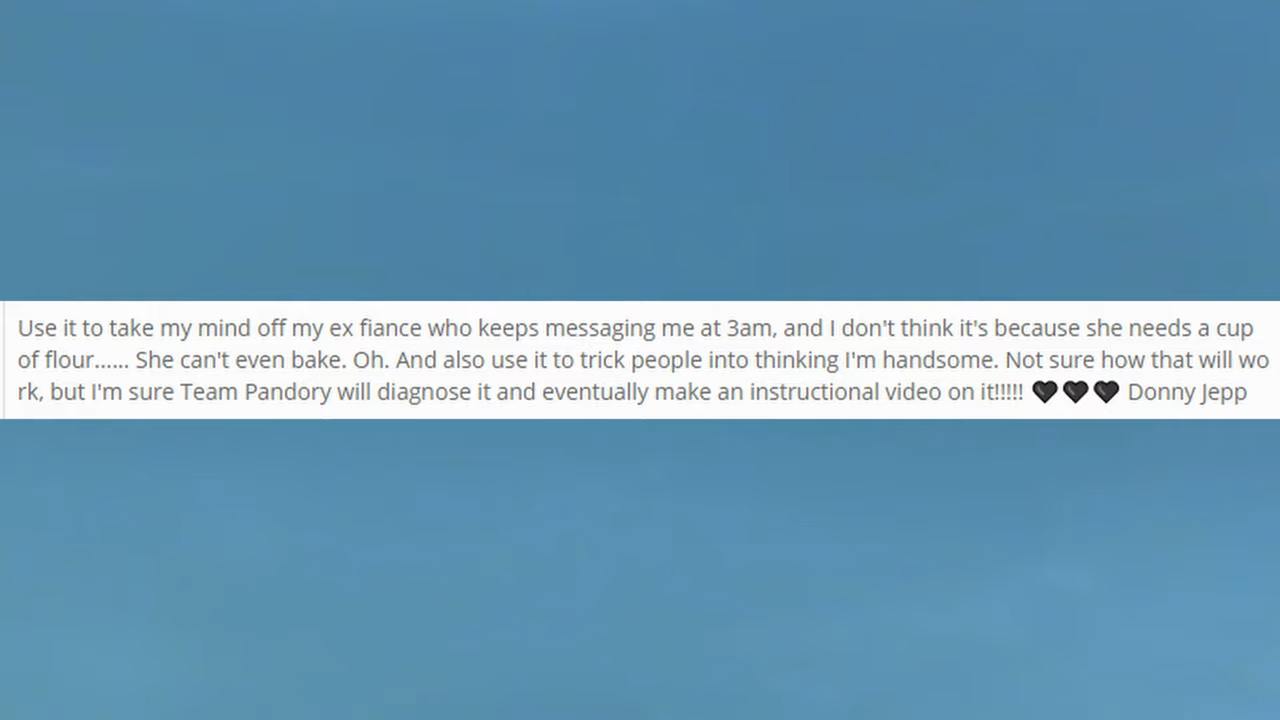 Use it to take my mind off my ex fiance who keeps messaging me at 3am, and I don't think it's because she needs a cup
of flour...... She can't even bake. Oh. And also use it to trick people into thinking I'm handsome. Not sure how that will wo
rk, but I'm sure Team Pandory will diagnose it and eventually make an instructional video on it!!!!! 🖤🖤🖤 Donny Jepp